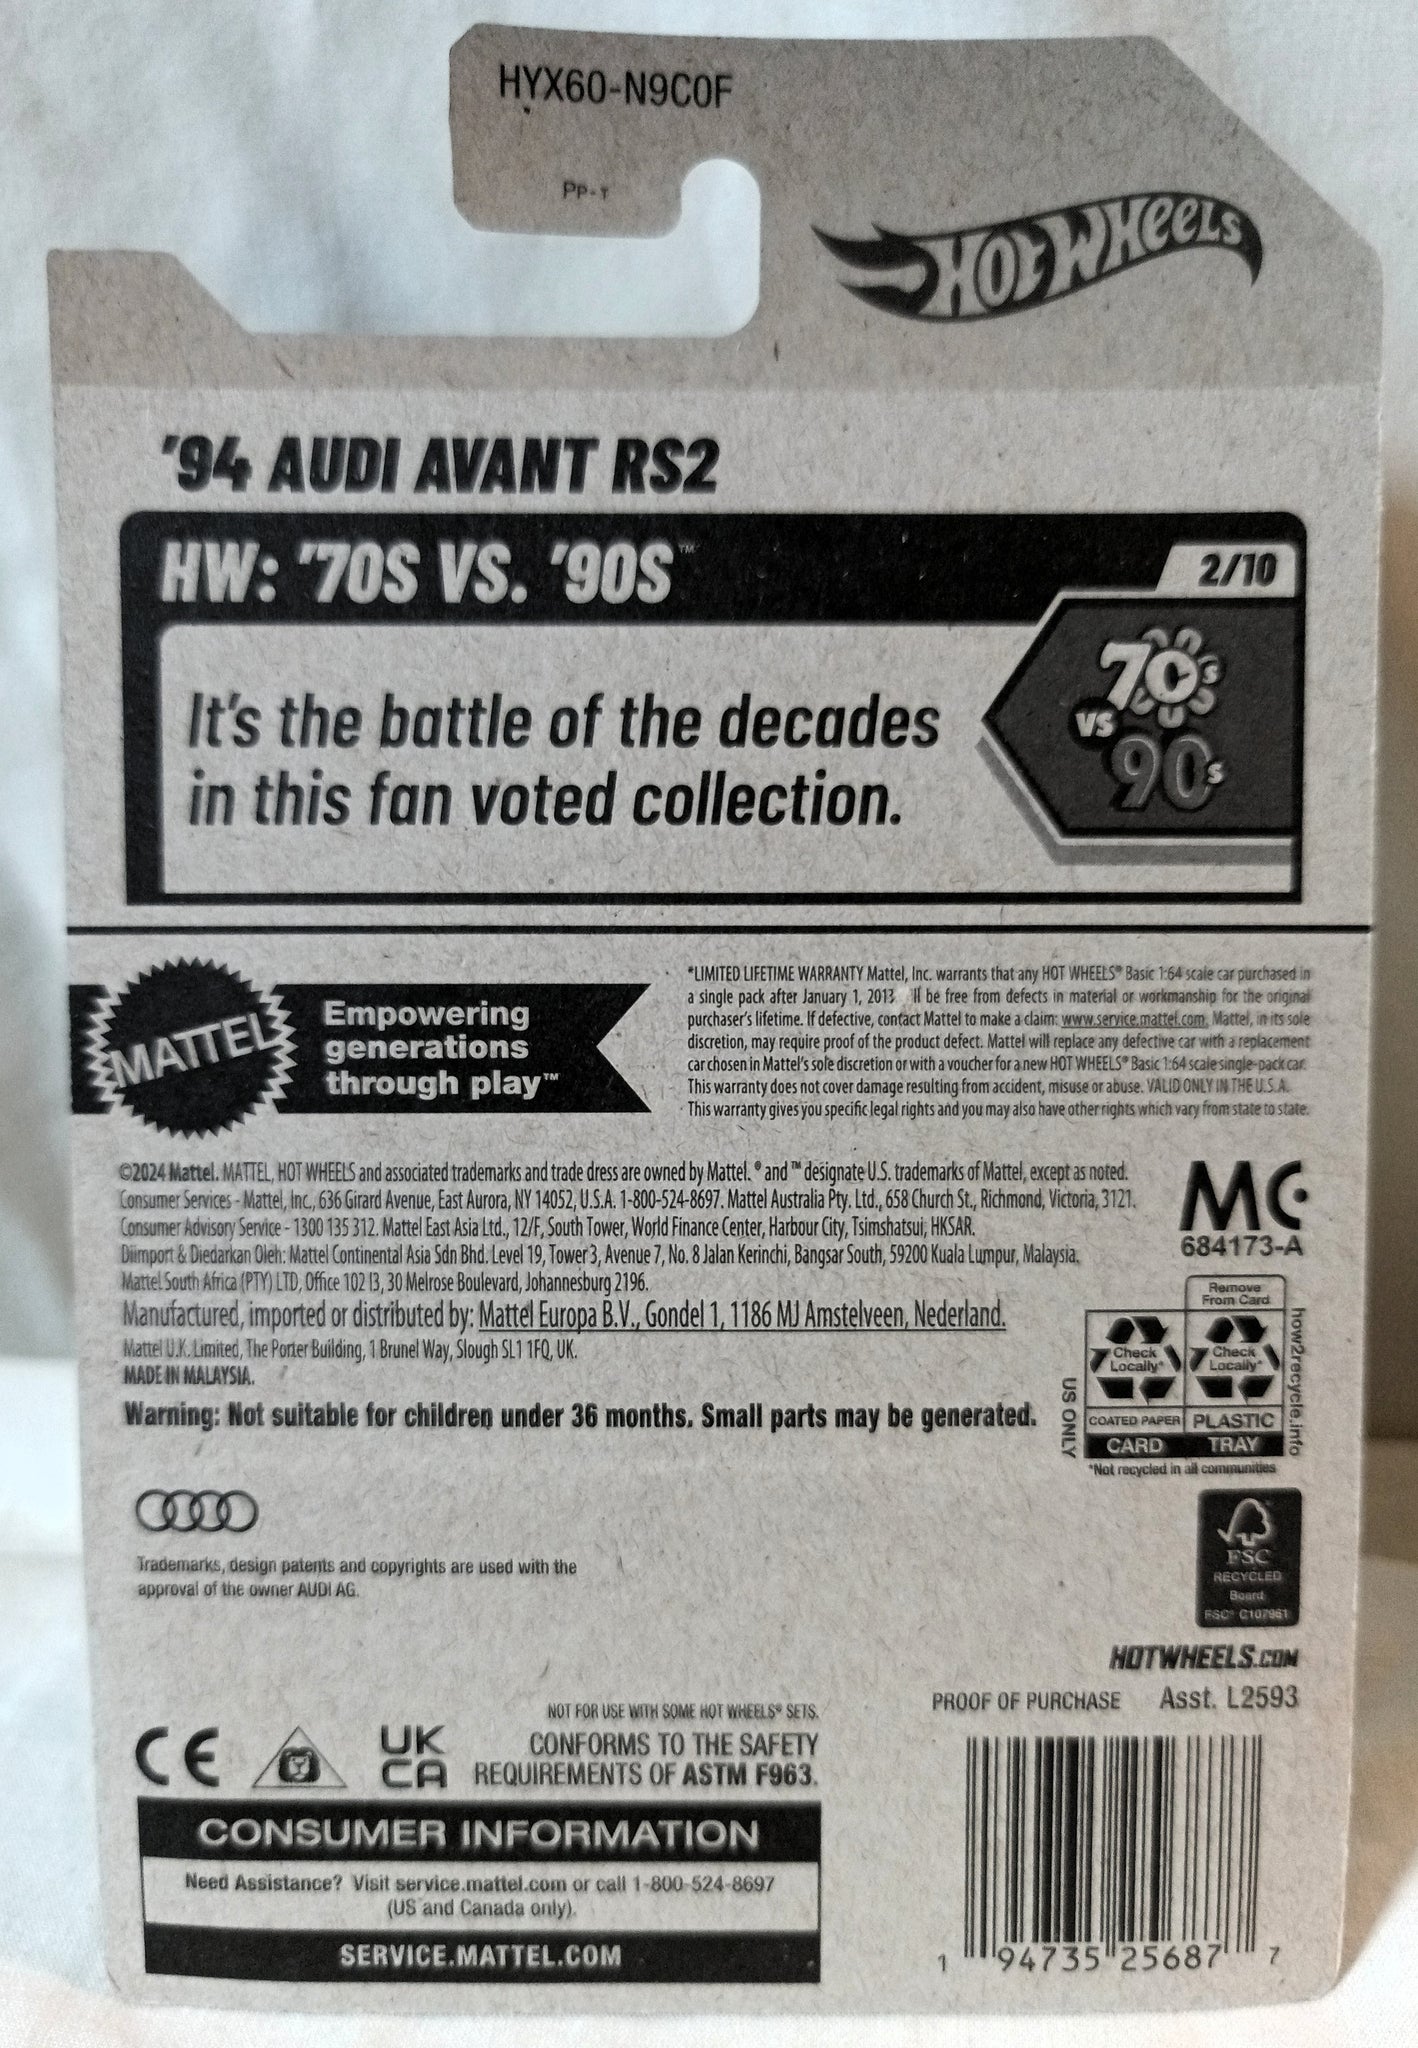 HYX60-N9C0F
PP-T
HOT WHEELS
'94 AUDI AVANT RS2
HW: '70S VS. '90S™
2/10
It's the battle of the decades
in this fan voted collection.
70s
VS
90s
MATTEL
Empowering
generations
through play™
*LIMITED LIFETIME WARRANTY Mattel, Inc. warrants that any HOT WHEELS® Basic 1:64 scale car purchased in
a single pack after January 1, 2013 ll be free from defects in material or workmanship for the original
purchaser's lifetime. If defective, contact Mattel to make a claim: www.service.mattel.com. Mattel, in its sole
discretion, may require proof of the product defect. Mattel will replace any defective car with a replacement
car chosen in Mattel's sole discretion or with a voucher for a new HOT WHEELS® Basic 1:64 scale single-pack car.
This warranty does not cover damage resulting from accident, misuse or abuse. VALID ONLY IN THE U.S.A.
This warranty gives you specific legal rights and you may also have other rights which vary from state to state.
©2024 Mattel. MATTEL, HOT WHEELS and associated trademarks and trade dress are owned by Mattel. ® and ™ designate U.S. trademarks of Mattel, except as noted.
Consumer Services - Mattel, Inc., 636 Girard Avenue, East Aurora, NY 14052, U.S.A. 1-800-524-8697. Mattel Australia Pty. Ltd., 658 Church St., Richmond, Victoria, 3121.
Consumer Advisory Service - 1300 135 312. Mattel East Asia Ltd., 12/F, South Tower, World Finance Center, Harbour City, Tsimshatsui, HKSAR.
Diimport & Diedarkan Oleh: Mattel Continental Asia Sdn Bhd. Level 19, Tower 3, Avenue 7, No. 8 Jalan Kerinchi, Bangsar South, 59200 Kuala Lumpur, Malaysia.
Mattel South Africa (PTY) LTD, Office 102 I3, 30 Melrose Boulevard, Johannesburg 2196.
Manufactured, imported or distributed by: Mattel Europa B.V., Gondel 1, 1186 MJ Amstelveen, Nederland.
Mattel U.K. Limited, The Porter Building, 1 Brunel Way, Slough SL1 1FQ, UK.
MADE IN MALAYSIA.
Warning: Not suitable for children under 36 months. Small parts may be generated.
MC
684173-A
Remove
From Card
Check
Locally*
Check
Locally*
COATED PAPER
PLASTIC
CARD
TRAY
US ONLY
how2recycle.info
*Not recycled in all communities
Trademarks, design patents and copyrights are used with the
approval of the owner AUDI AG.
FSC
RECYCLED
Board
FSC® C107961
HOTWHEELS.COM
PROOF OF PURCHASE Asst. L2593
NOT FOR USE WITH SOME HOT WHEELS® SETS.
CE
UK
CA
CONFORMS TO THE SAFETY
REQUIREMENTS OF ASTM F963.
CONSUMER INFORMATION
Need Assistance? Visit service.mattel.com or call 1-800-524-8697
(US and Canada only).
SERVICE.MATTEL.COM
1 94735 25687 7